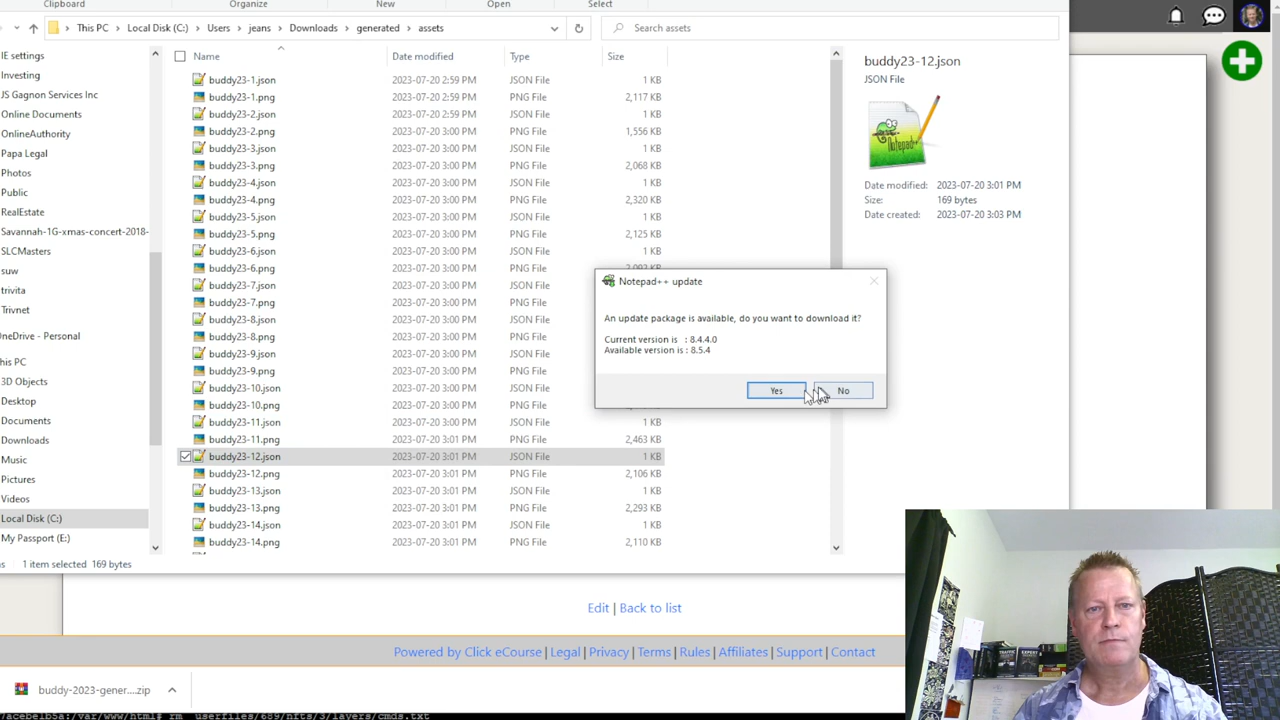 Clipboard
Organize
New
Open
Select
This PC > Local Disk (C:) > Users > jeans > Downloads > generated > assets
Search assets
Name
Date modified
Type
Size
IE settings
Investing
JS Gagnon Services Inc
Online Documents
OnlineAuthority
Papa Legal
Photos
Public
RealEstate
Savannah-1G-xmas-concert-2018-
SLCMasters
suw
trivita
Trivnet
OneDrive - Personal
his PC
3D Objects
Desktop
Documents
Downloads
Music
Pictures
Videos
Local Disk (C:)
My Passport (E:)
buddy23-1.json 2023-07-20 2:59 PM JSON File 1 KB
buddy23-1.png 2023-07-20 2:59 PM PNG File 2,117 KB
buddy23-2.json 2023-07-20 2:59 PM JSON File 1 KB
buddy23-2.png 2023-07-20 3:00 PM PNG File 1,556 KB
buddy23-3.json 2023-07-20 3:00 PM JSON File 1 KB
buddy23-3.png 2023-07-20 3:00 PM PNG File 2,068 KB
buddy23-4.json 2023-07-20 3:00 PM JSON File 1 KB
buddy23-4.png 2023-07-20 3:00 PM PNG File 2,320 KB
buddy23-5.json 2023-07-20 3:00 PM JSON File 1 KB
buddy23-5.png 2023-07-20 3:00 PM PNG File 2,125 KB
buddy23-6.json 2023-07-20 3:00 PM JSON File 1 KB
buddy23-6.png 2023-07-20 3:00 PM PNG File 2,092 KB
buddy23-7.json 2023-07-20 3:00 PM JSON File
buddy23-7.png 2023-07-20 3:00 PM PNG File
buddy23-8.json 2023-07-20 3:00 PM JSON File
buddy23-8.png 2023-07-20 3:00 PM PNG File
buddy23-9.json 2023-07-20 3:00 PM JSON File
buddy23-9.png 2023-07-20 3:00 PM PNG File
buddy23-10.json 2023-07-20 3:00 PM JSON File
buddy23-10.png 2023-07-20 3:01 PM PNG File
buddy23-11.json 2023-07-20 3:01 PM JSON File 1 KB
buddy23-11.png 2023-07-20 3:01 PM PNG File 2,463 KB
buddy23-12.json 2023-07-20 3:01 PM JSON File 1 KB
buddy23-12.png 2023-07-20 3:01 PM PNG File 2,106 KB
buddy23-13.json 2023-07-20 3:01 PM JSON File 1 KB
buddy23-13.png 2023-07-20 3:01 PM PNG File 2,293 KB
buddy23-14.json 2023-07-20 3:01 PM JSON File 1 KB
buddy23-14.png 2023-07-20 3:01 PM PNG File 2,110 KB
buddy23-12.json
JSON File
Notepad++
Date modified: 2023-07-20 3:01 PM
Size: 169 bytes
Date created: 2023-07-20 3:03 PM
Notepad++ update
An update package is available, do you want to download it?
Current version is : 8.4.4.0
Available version is : 8.5.4
Yes
No
ns 1 item selected 169 bytes
Edit | Back to list
Powered by Click eCourse | Legal | Privacy | Terms | Rules | Affiliates | Support | Contact
buddy-2023-gener....zip
7acebe1b5a:/var/www/html# rm userfiles/689/nfts/3/layers/cmds.txt